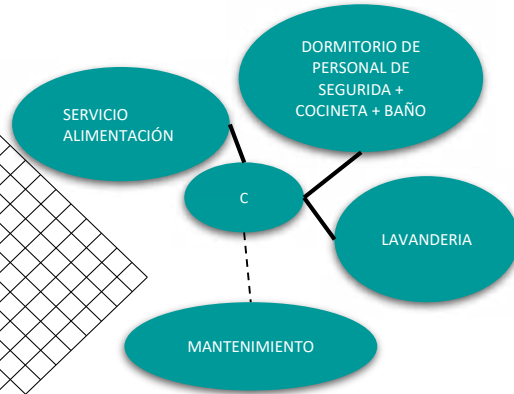 DORMITORIO DE
PERSONAL DE
SEGURIDA +
COCINETA + BAÑO
SERVICIO
ALIMENTACIÓN
C
LAVANDERIA
MANTENIMIENTO